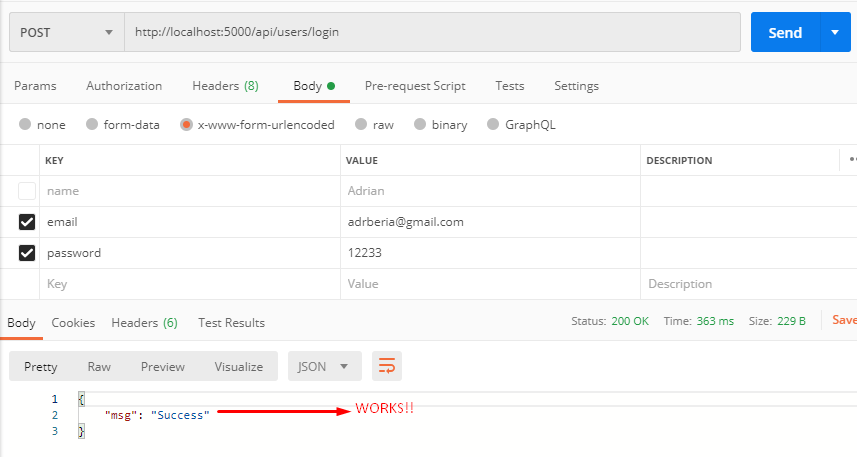 POST http://localhost:5000/api/users/login Send
Params Authorization Headers (8) Body Pre-request Script Tests Settings
none form-data x-www-form-urlencoded raw binary GraphQL
KEY VALUE DESCRIPTION
name Adrian
email adrberia@gmail.com
password 12233
Key Value Description
Body Cookies Headers (6) Test Results Status: 200 OK Time: 363 ms Size: 229 B Save
Pretty Raw Preview Visualize JSON
1 {
2 "msg": "Success" WORKS!!
3 }